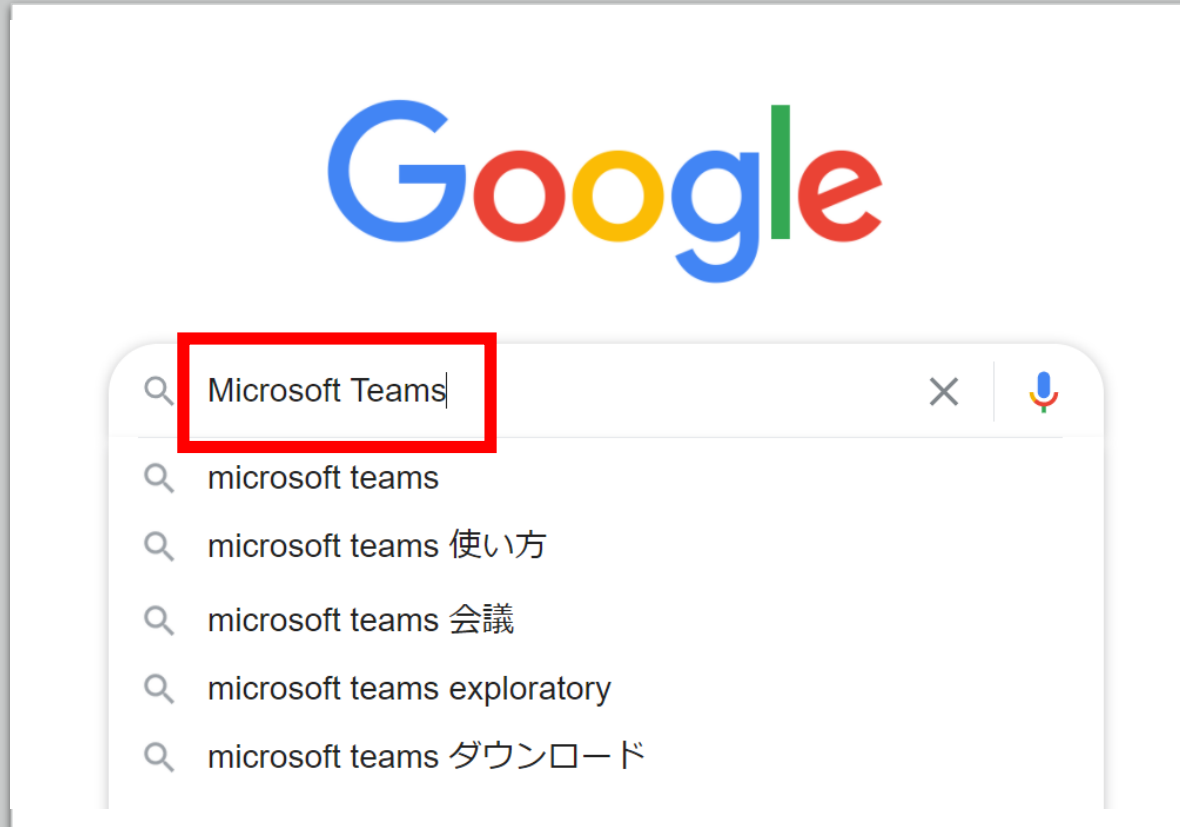 Google
Microsoft Teams
microsoft teams
microsoft teams 使い方
microsoft teams 会議
microsoft teams exploratory
microsoft teams ダウンロード